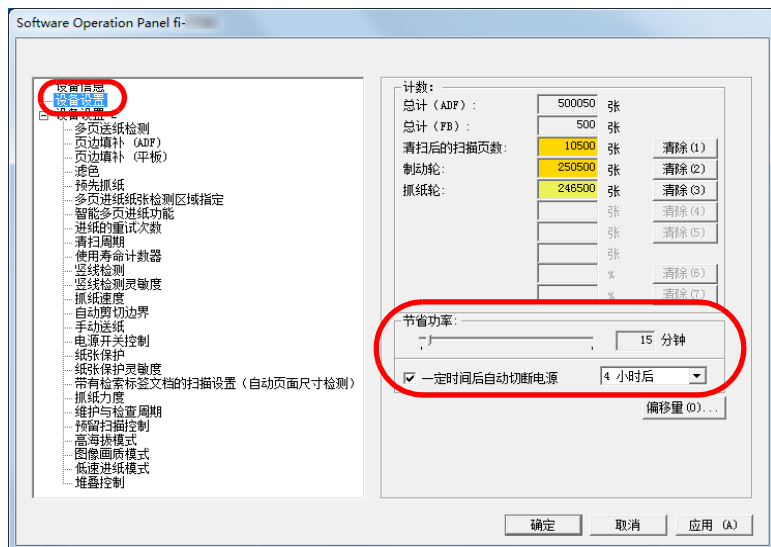 Software Operation Panel fi-
设备信息
设备设置
设备设置 2
多页送纸检测
页边填补 (ADF)
页边填补 (平板)
滤色
预先抓纸
多页进纸纸张检测区域指定
智能多页进纸功能
进纸的重试次数
清扫周期
使用寿命计数器
竖线检测
竖线检测灵敏度
抓纸速度
自动剪切边界
手动送纸
电源开关控制
纸张保护
纸张保护灵敏度
带有检索标签文档的扫描设置(自动页面尺寸检测)
抓纸力度
维护与检查周期
预留扫描控制
高海拔模式
图像画质模式
低速进纸模式
堆叠控制
计数:
总计 (ADF) : 500050 张
总计 (FB) : 500 张
清扫后的扫描页数: 10500 张 清除(1)
制动轮: 250500 张 清除(2)
抓纸轮: 246500 张 清除(3)
张 清除(4)
张 清除(5)
张
% 清除(6)
% 清除(7)
节省功率:
15 分钟
一定时间后自动切断电源 4 小时后
偏移量(O)...
确定 取消 应用 (A)